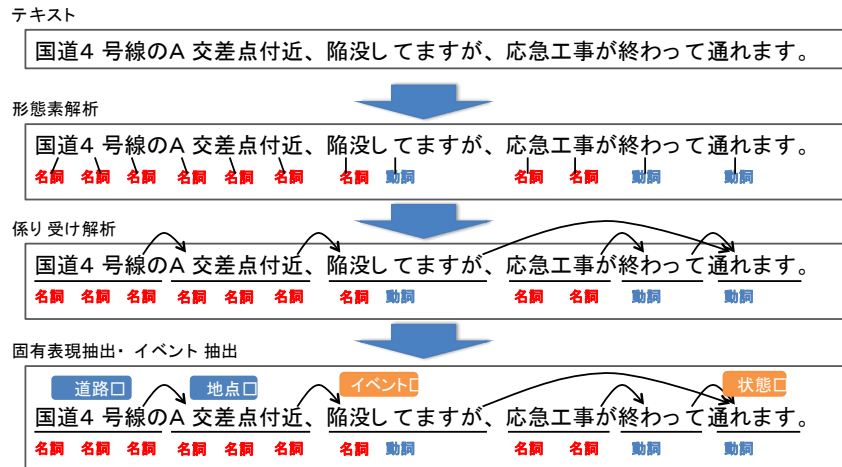 テキスト
国道4 号線のA 交差点付近、陥没してますが、応急工事が終わって通れます。
形態素解析
国道4 号線のA 交差点付近、陥没してますが、応急工事が終わって通れます。
名詞 名詞 名詞 名詞 名詞 名詞 名詞 動詞 名詞 名詞 動詞 動詞
係り受け解析
国道4 号線のA 交差点付近、陥没してますが、応急工事が終わって通れます。
名詞 名詞 名詞 名詞 名詞 名詞 名詞 動詞 名詞 名詞 動詞 動詞
固有表現抽出・イベント抽出
道路□ 地点□ イベント□ 状態□
国道4 号線のA 交差点付近、陥没してますが、応急工事が終わって通れます。
名詞 名詞 名詞 名詞 名詞 名詞 名詞 動詞 名詞 名詞 動詞 動詞